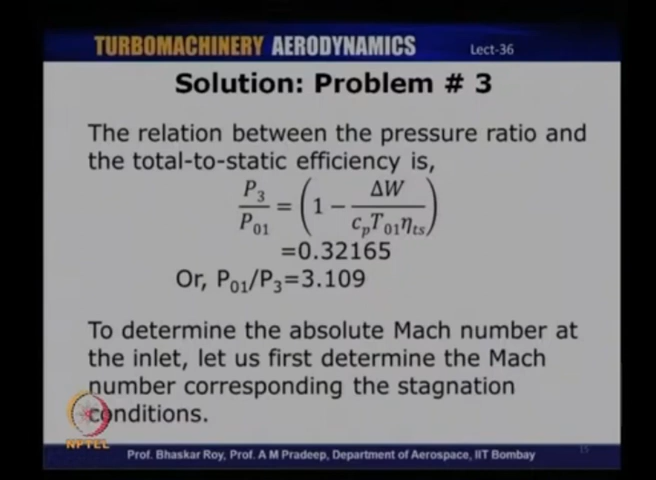 TURBOMACHINERY AERODYNAMICS Lect-36
Solution: Problem # 3
The relation between the pressure ratio and
the total-to-static efficiency is,
P₃/P₀₁ = (1 − ΔW/(cₚT₀₁ηₜₛ))
=0.32165
Or, P₀₁/P₃=3.109
To determine the absolute Mach number at
the inlet, let us first determine the Mach
number corresponding the stagnation
conditions.
NPTEL
Prof. Bhaskar Roy, Prof. A M Pradeep, Department of Aerospace, IIT Bombay 15